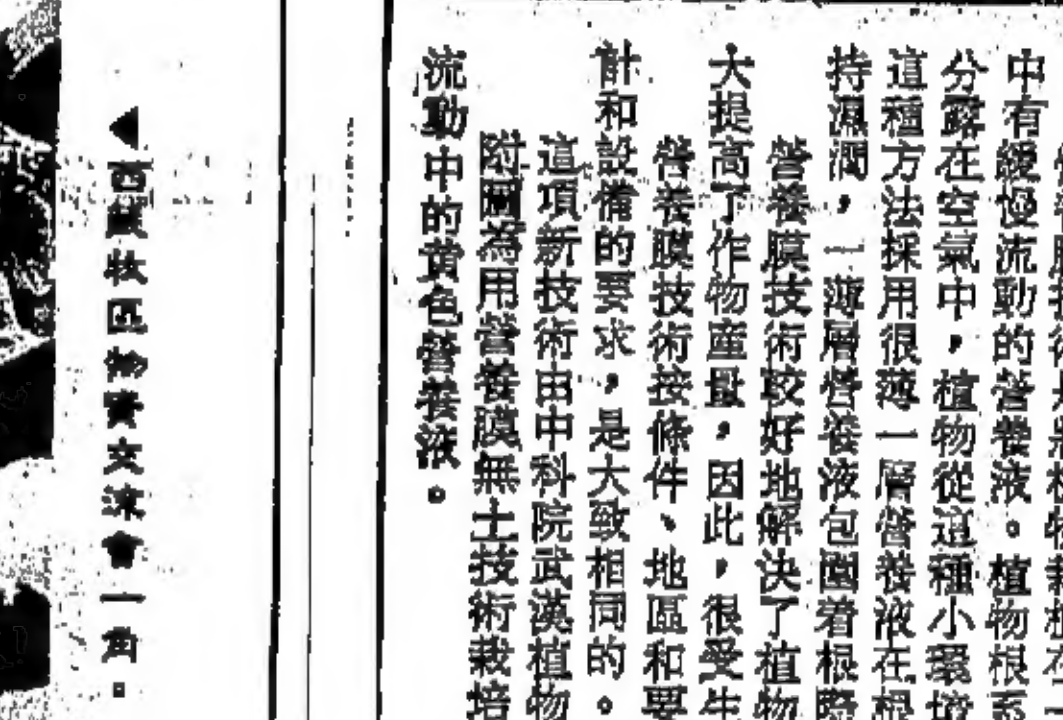 中有緩慢流動的營養液。植物根系
分露在空氣中，植物從這種小環境
這種方法採用很薄一層營養液在根
持濕潤，一薄層營養液包圍着根際
營養膜技術較好地解決了植物
大提高了作物產量，因此，很受生
營養膜技術接條件、地區和要
計和設備的要求，是大致相同的。
這項新技術由中科院武漢植物
附圖為用營養膜無土技術栽培
流動中的黃色營養液。
◀西藏牧區物資交流會一角。